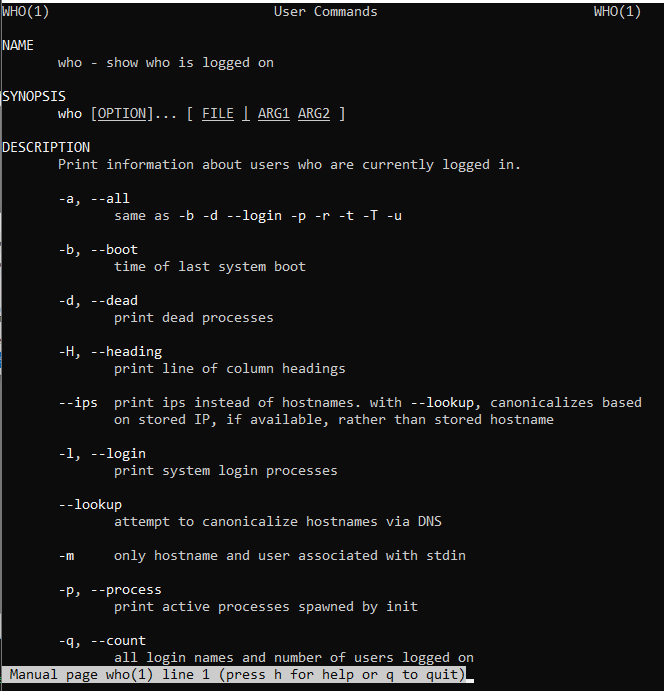 WHO(1) User Commands WHO(1)
NAME
who - show who is logged on
SYNOPSIS
who [OPTION]... [ FILE | ARG1 ARG2 ]
DESCRIPTION
Print information about users who are currently logged in.
-a, --all
same as -b -d --login -p -r -t -T -u
-b, --boot
time of last system boot
-d, --dead
print dead processes
-H, --heading
print line of column headings
--ips print ips instead of hostnames. with --lookup, canonicalizes based
on stored IP, if available, rather than stored hostname
-l, --login
print system login processes
--lookup
attempt to canonicalize hostnames via DNS
-m only hostname and user associated with stdin
-p, --process
print active processes spawned by init
-q, --count
all login names and number of users logged on
Manual page who(1) line 1 (press h for help or q to quit)